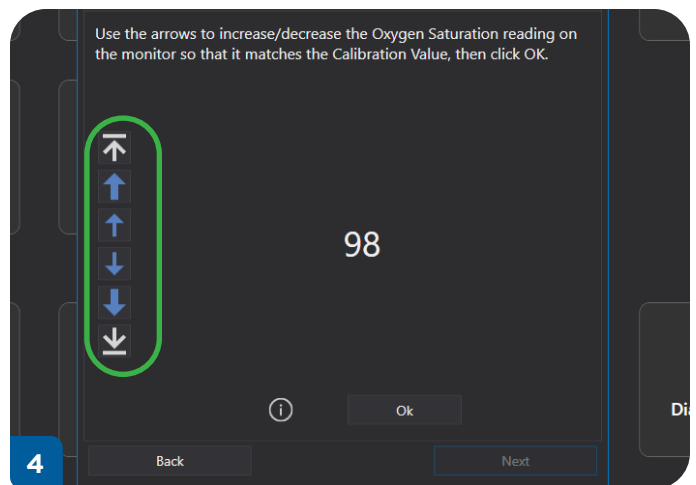 Use the arrows to increase/decrease the Oxygen Saturation reading on
the monitor so that it matches the Calibration Value, then click OK.
98
Ok
Back
Next
4